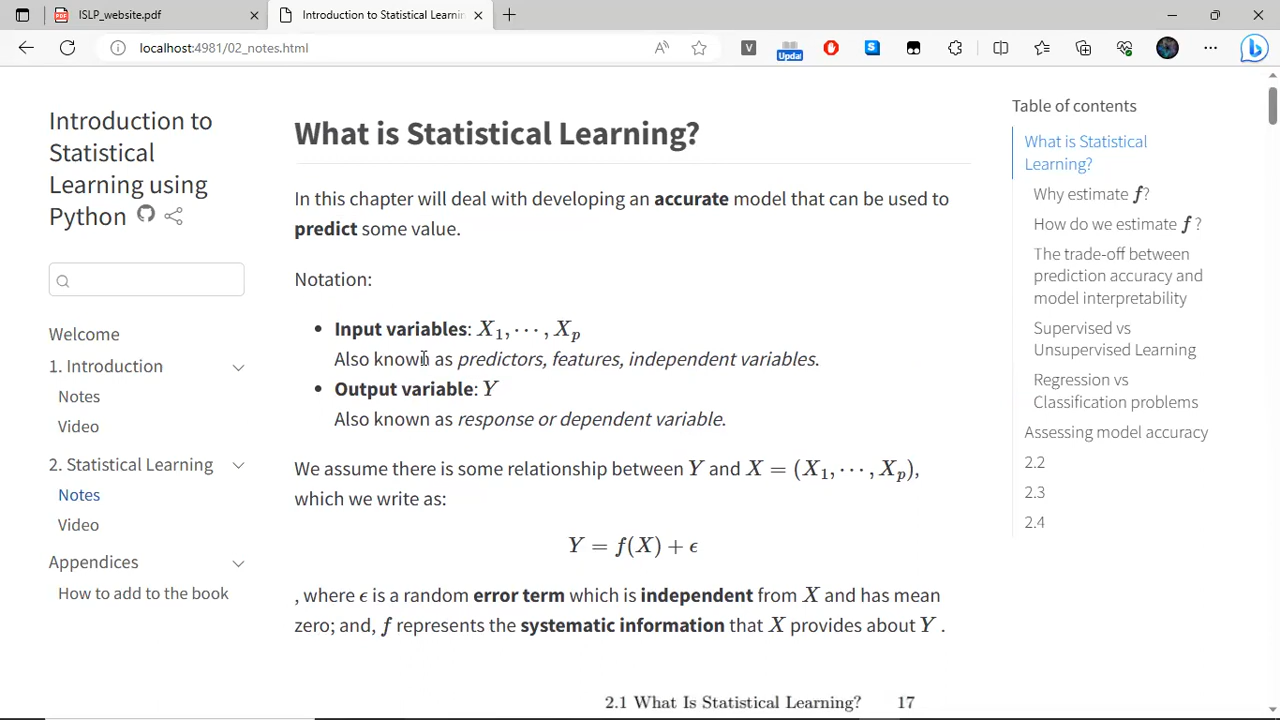 ISLP_website.pdf
Introduction to Statistical Learnin
localhost:4981/02_notes.html
Updat
Introduction to
Statistical
Learning using
Python
Welcome
1. Introduction
Notes
Video
2. Statistical Learning
Notes
Video
Appendices
How to add to the book
What is Statistical Learning?
In this chapter will deal with developing an accurate model that can be used to
predict some value.
Notation:
• Input variables: X₁, ⋯ , Xₚ
Also known as predictors, features, independent variables.
• Output variable: Y
Also known as response or dependent variable.
We assume there is some relationship between Y and X = (X₁, ⋯ , Xₚ),
which we write as:
Y = f(X) + ϵ
, where ϵ is a random error term which is independent from X and has mean
zero; and, f represents the systematic information that X provides about Y .
2.1 What Is Statistical Learning? 17
Table of contents
What is Statistical
Learning?
Why estimate f?
How do we estimate f ?
The trade-off between
prediction accuracy and
model interpretability
Supervised vs
Unsupervised Learning
Regression vs
Classification problems
Assessing model accuracy
2.2
2.3
2.4